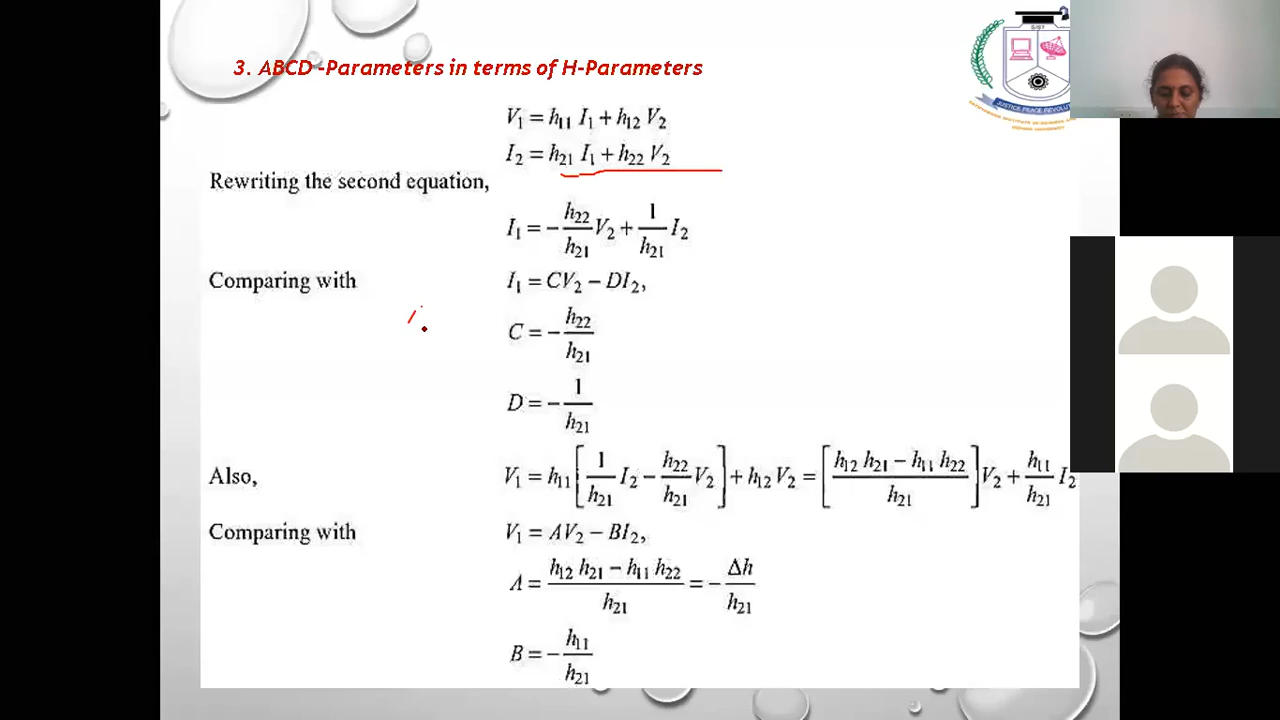 3. ABCD -Parameters in terms of H-Parameters
V₁ = h₁₁ I₁ + h₁₂ V₂
I₂ = h₂₁ I₁ + h₂₂ V₂
Rewriting the second equation,
I₁ = − h₂₂/h₂₁ V₂ + 1/h₂₁ I₂
Comparing with I₁ = CV₂ − DI₂,
C = − h₂₂/h₂₁
D = − 1/h₂₁
Also, V₁ = h₁₁ [ 1/h₂₁ I₂ − h₂₂/h₂₁ V₂ ] + h₁₂ V₂ = [ (h₁₂ h₂₁ − h₁₁ h₂₂)/h₂₁ ] V₂ + h₁₁/h₂₁ I₂
Comparing with V₁ = AV₂ − BI₂,
A = (h₁₂ h₂₁ − h₁₁ h₂₂)/h₂₁ = − Δh/h₂₁
B = − h₁₁/h₂₁